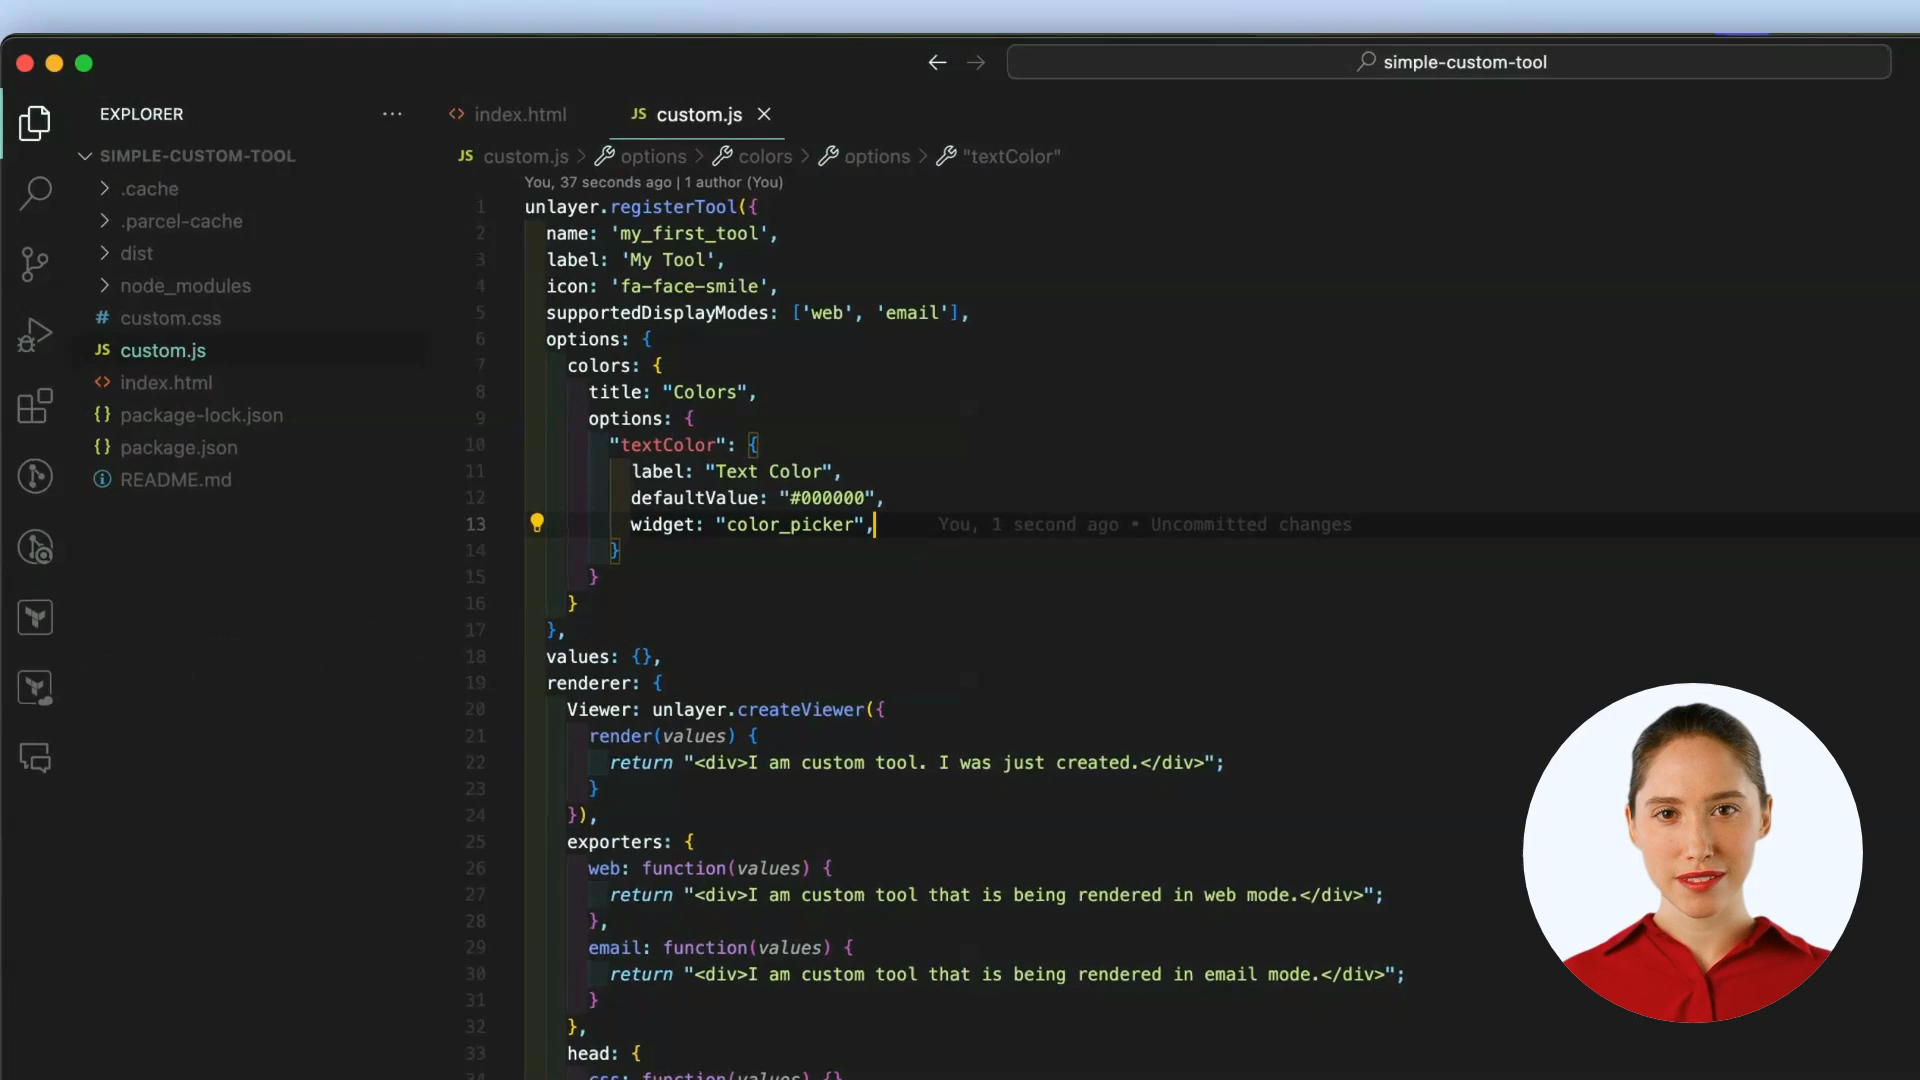 simple-custom-tool
EXPLORER
SIMPLE-CUSTOM-TOOL
.cache
.parcel-cache
dist
node_modules
# custom.css
JS custom.js
<> index.html
{} package-lock.json
{} package.json
README.md
<> index.html
JS custom.js
JS custom.js > options > colors > options > "textColor"
You, 37 seconds ago | 1 author (You)
1 unlayer.registerTool({
2 name: 'my_first_tool',
3 label: 'My Tool',
4 icon: 'fa-face-smile',
5 supportedDisplayModes: ['web', 'email'],
6 options: {
7 colors: {
8 title: "Colors",
9 options: {
10 "textColor": {
11 label: "Text Color",
12 defaultValue: "#000000",
13 widget: "color_picker", You, 1 second ago • Uncommitted changes
14 }
15 }
16 }
17 },
18 values: {},
19 renderer: {
20 Viewer: unlayer.createViewer({
21 render(values) {
22 return "<div>I am custom tool. I was just created.</div>";
23 }
24 }),
25 exporters: {
26 web: function(values) {
27 return "<div>I am custom tool that is being rendered in web mode.</div>";
28 },
29 email: function(values) {
30 return "<div>I am custom tool that is being rendered in email mode.</div>";
31 }
32 },
33 head: {
34 css: function(values) {}